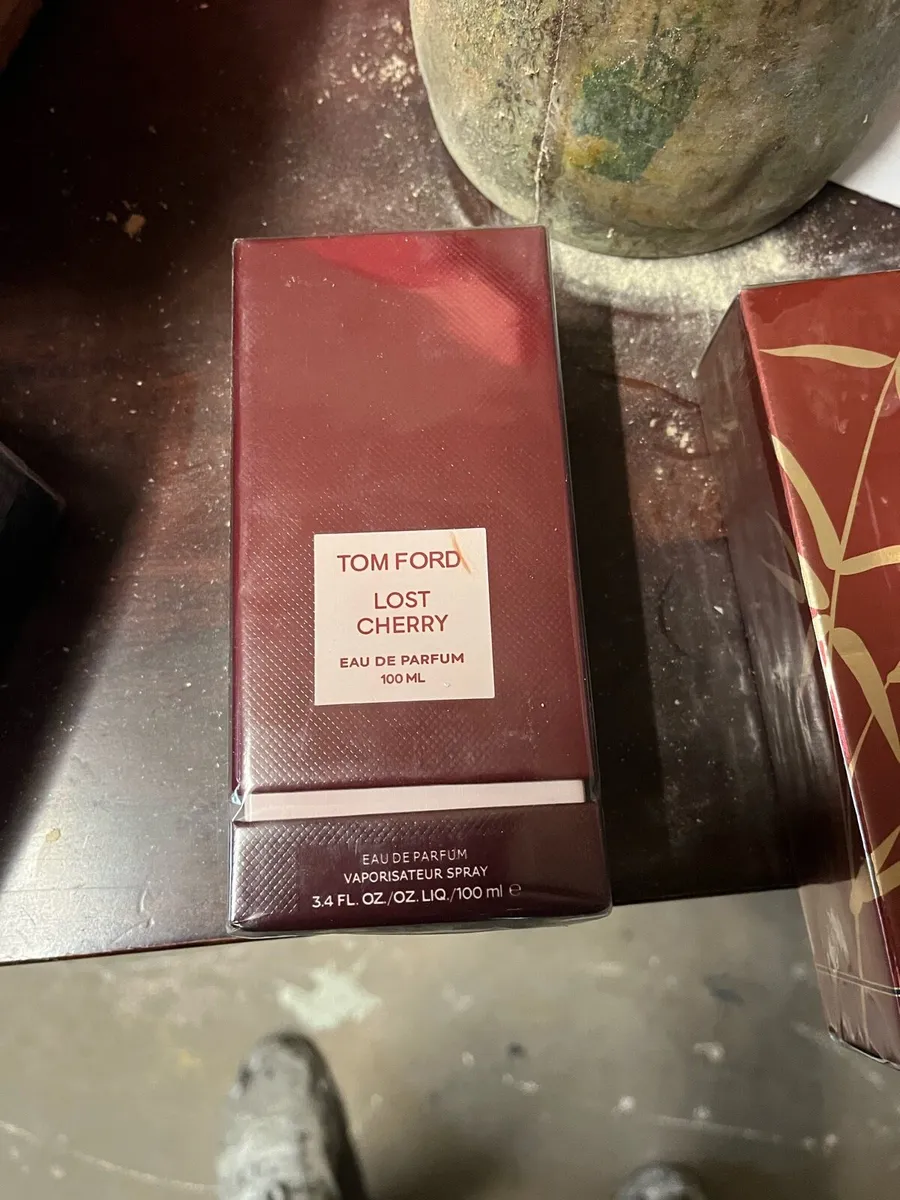 TOM FORD
LOST
CHERRY
EAU DE PARFUM
100 ML
EAU DE PARFUM
VAPORISATEUR SPRAY
3.4 FL. OZ./OZ. LIQ./100 ml ℮